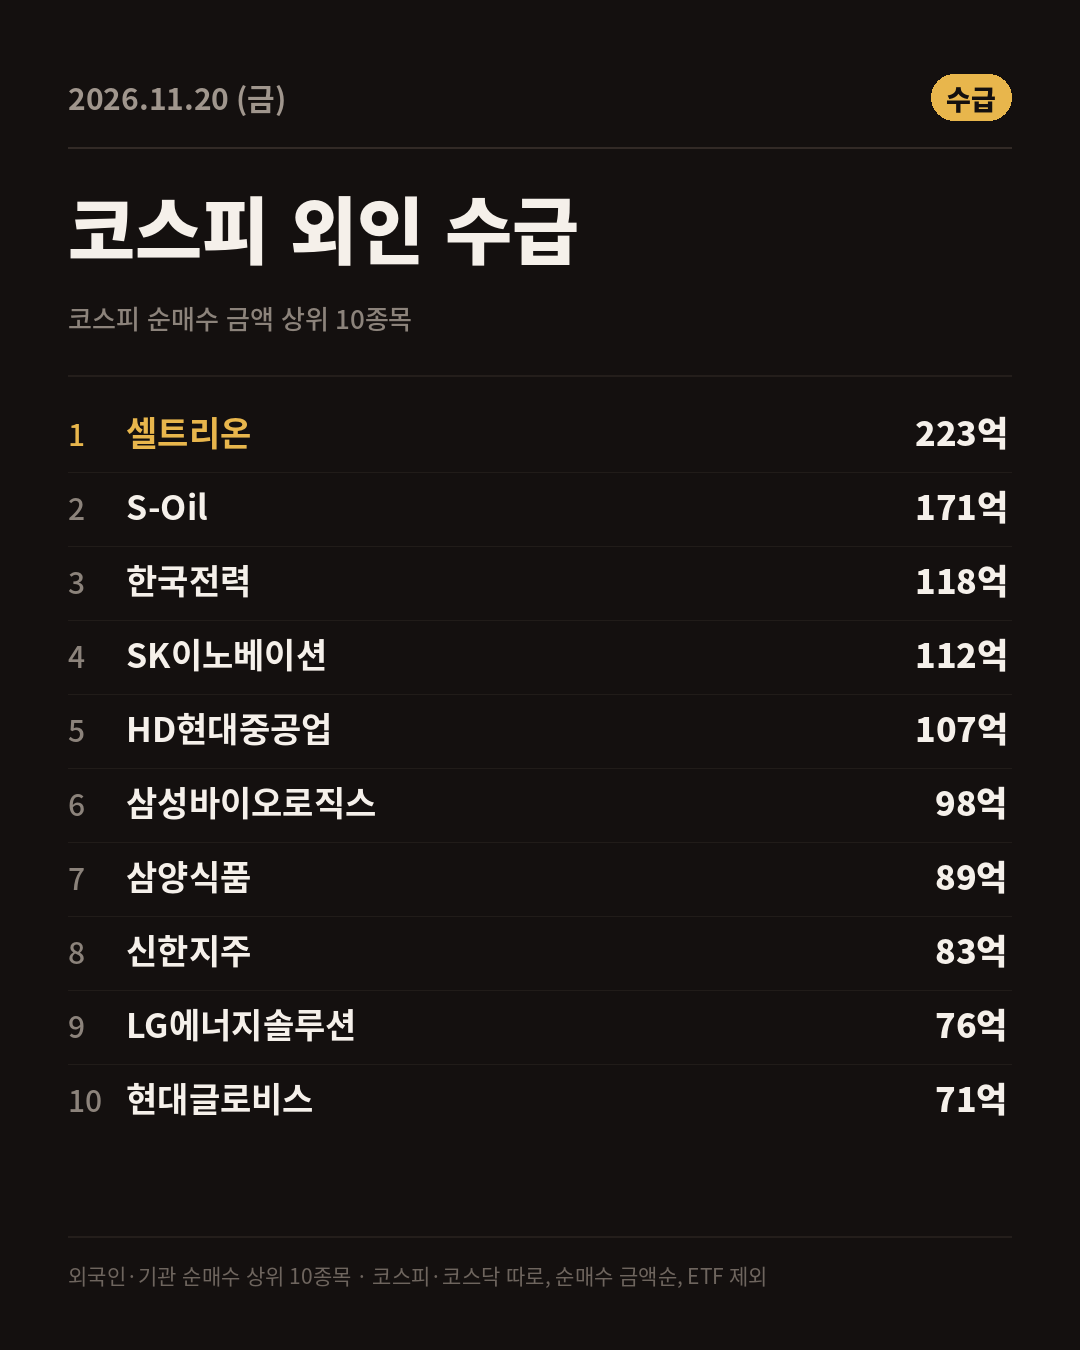 2026.11.20 (금)
수급
코스피 외인 수급
코스피 순매수 금액 상위 10종목
1 셀트리온 223억
2 S-Oil 171억
3 한국전력 118억
4 SK이노베이션 112억
5 HD현대중공업 107억
6 삼성바이오로직스 98억
7 삼양식품 89억
8 신한지주 83억
9 LG에너지솔루션 76억
10 현대글로비스 71억
외국인·기관 순매수 상위 10종목 · 코스피·코스닥 따로, 순매수 금액순, ETF 제외